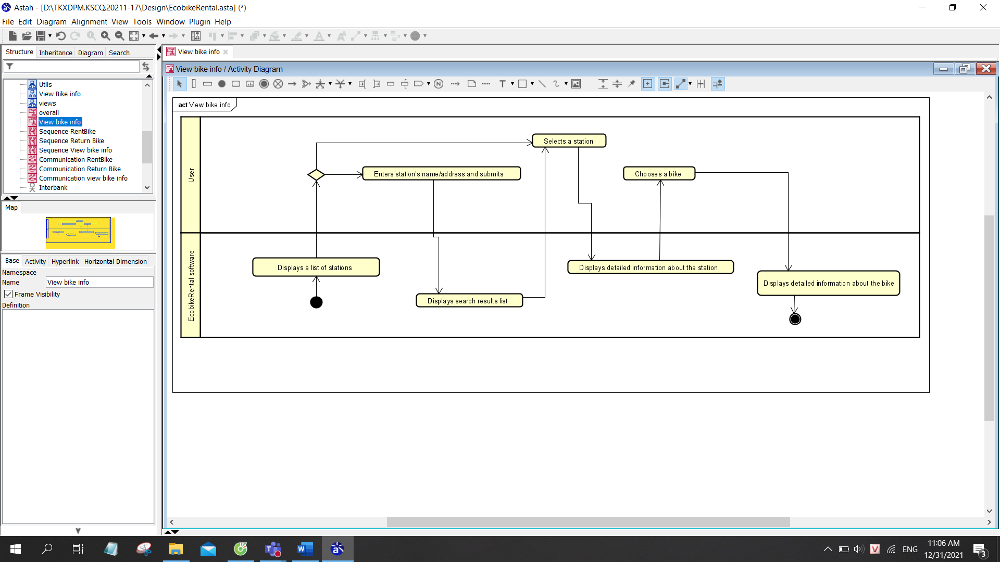 Astah - [D:\TKXDPM.KSCQ.20211-17\Design\EcobikeRental.asta] (*)
File Edit Diagram Alignment View Tools Window Plugin Help
Structure Inheritance Diagram Search
View bike info
View bike info / Activity Diagram
Utils
View Bike info
views
overall
View bike info
Sequence RentBike
Sequence Return Bike
Sequence View bike info
Communication RentBike
Communication Return Bike
Communication view bike info
Interbank
Map
Base Activity Hyperlink Horizontal Dimension
Namespace
Name View bike info
Frame Visibility
Definition
act View bike info
User
Selects a station
Enters station's name/address and submits
Chooses a bike
EcobikeRental software
Displays a list of stations
Displays detailed information about the station
Displays detailed information about the bike
Displays search results list
ENG
11:06 AM
12/31/2021
3